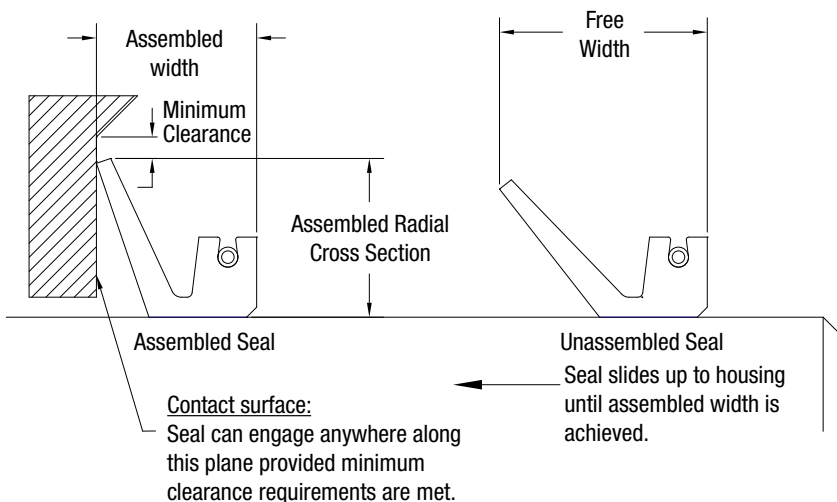 Assembled
width
Free
Width
Minimum
Clearance
Assembled Radial
Cross Section
Assembled Seal
Unassembled Seal
Seal slides up to housing
until assembled width is
achieved.
Contact surface:
Seal can engage anywhere along
this plane provided minimum
clearance requirements are met.